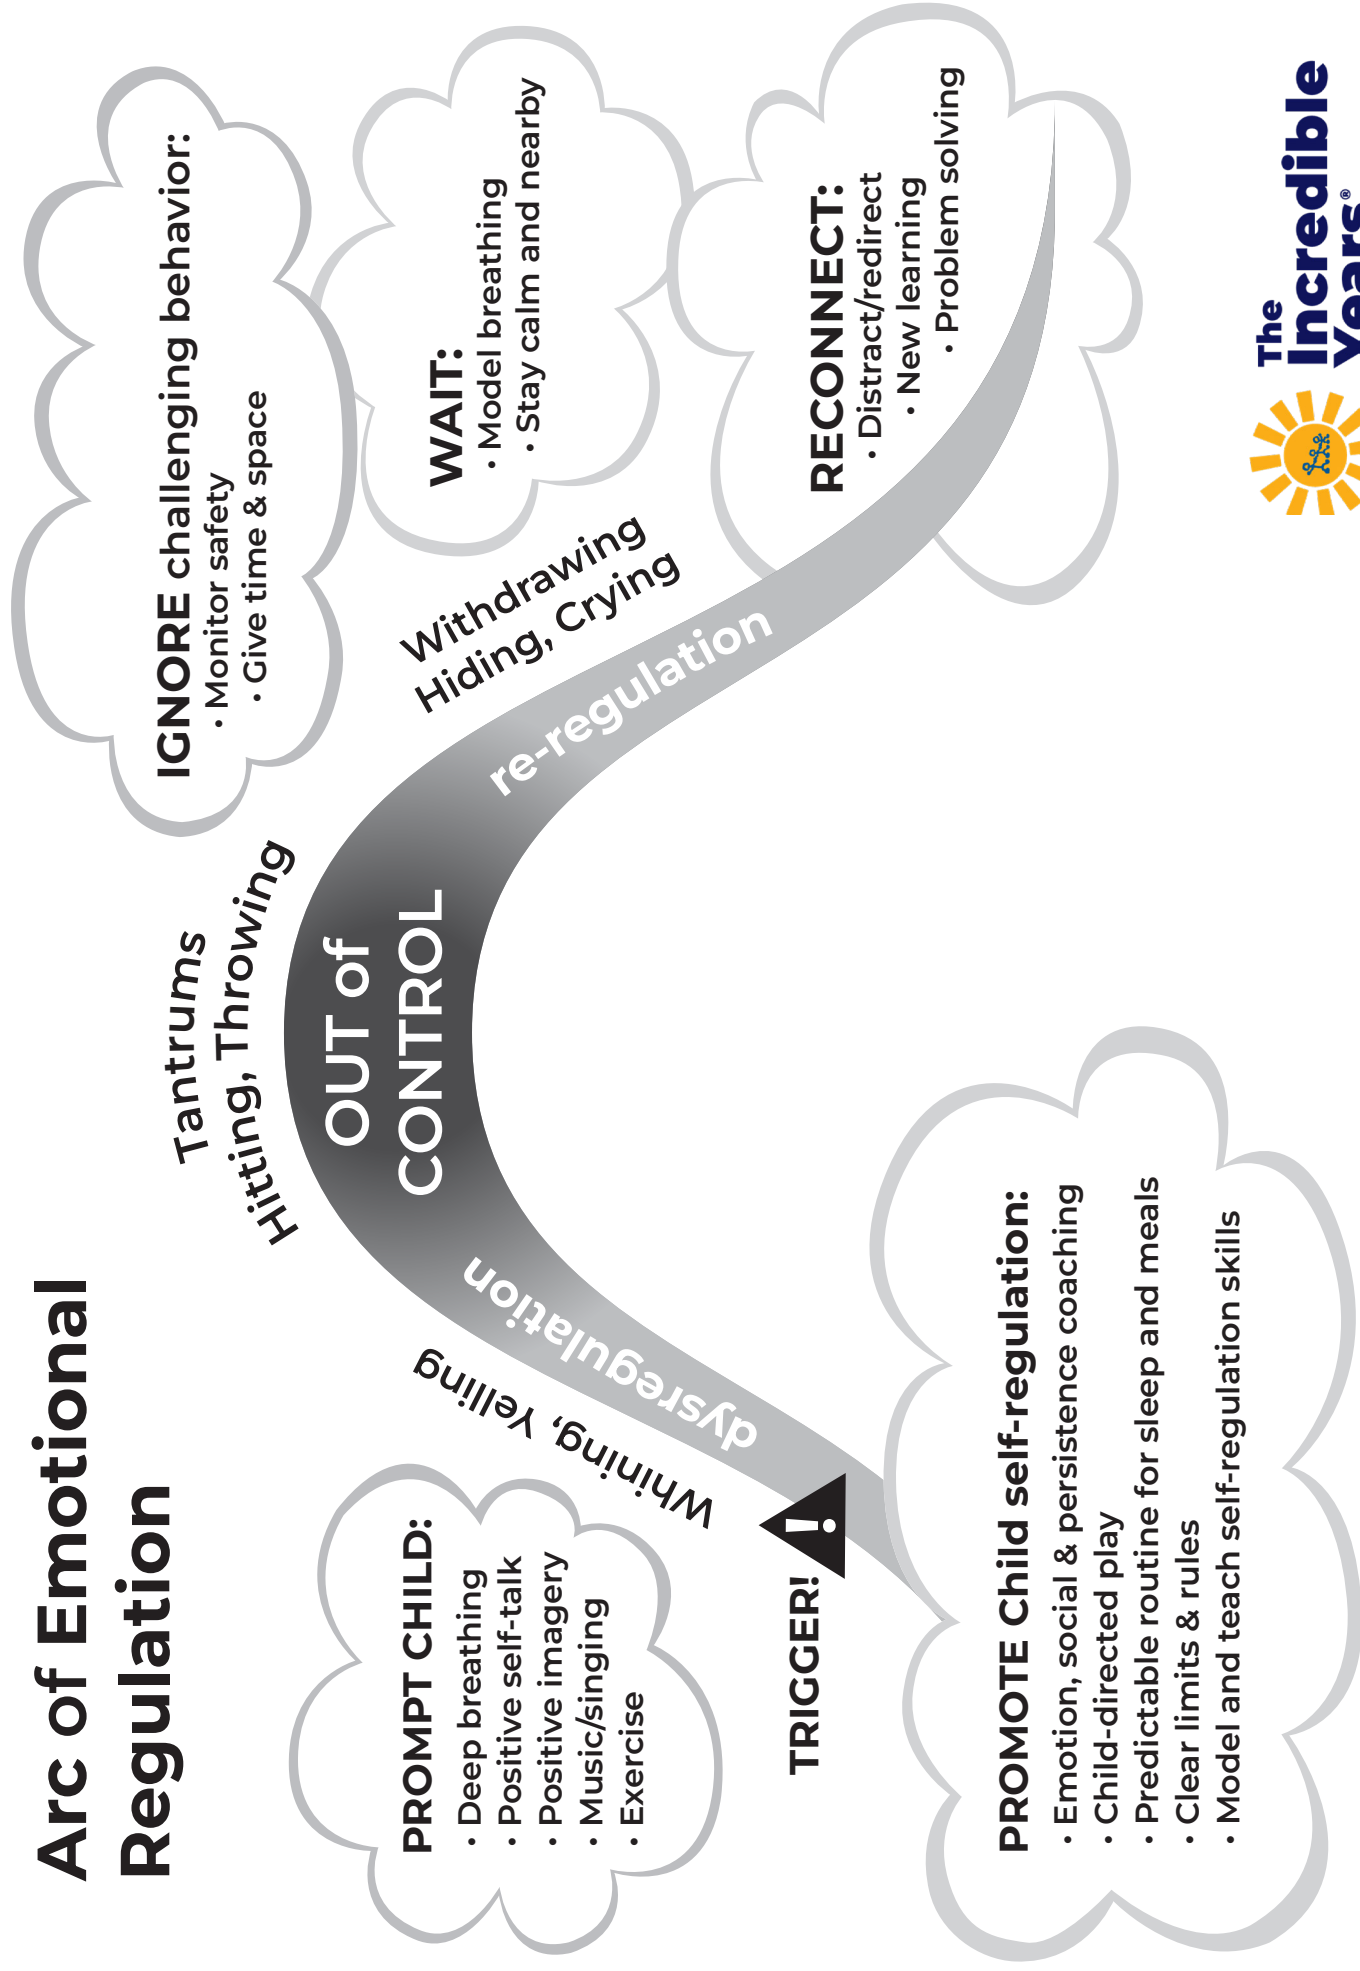 Arc of Emotional
Regulation
PROMPT CHILD:
• Deep breathing
• Positive self-talk
• Positive imagery
• Music/singing
• Exercise
TRIGGER!
!
PROMOTE Child self-regulation:
• Emotion, social & persistence coaching
• Child-directed play
• Predictable routine for sleep and meals
• Clear limits & rules
• Model and teach self-regulation skills
Whining, Yelling
dysregulation
Tantrums
Hitting, Throwing
OUT of
CONTROL
Withdrawing
Hiding, Crying
re-regulation
IGNORE challenging behavior:
• Monitor safety
• Give time & space
WAIT:
• Model breathing
• Stay calm and nearby
RECONNECT:
• Distract/redirect
• New learning
• Problem solving
The
Incredible
Years®